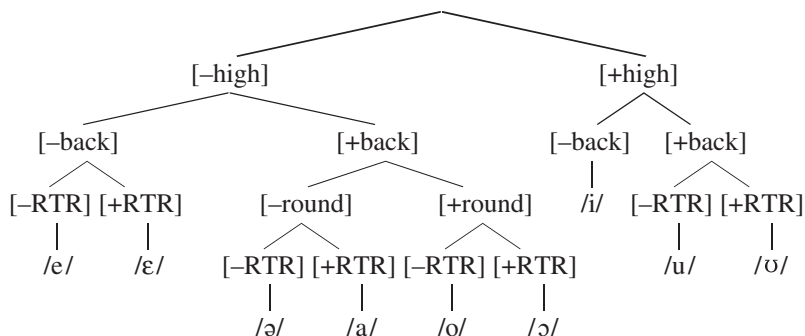 [–high] [+high]
[–back] [+back] [–back] [+back]
[–RTR] [+RTR] [–round] [+round] /i/ [–RTR] [+RTR]
/e/ /ɛ/ [–RTR] [+RTR] [–RTR] [+RTR] /u/ /ʊ/
/ə/ /a/ /o/ /ɔ/